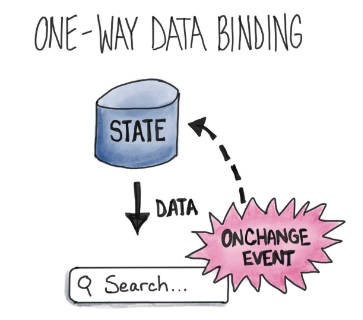 ONE-WAY DATA BINDING
STATE
DATA
ONCHANGE
EVENT
Search...